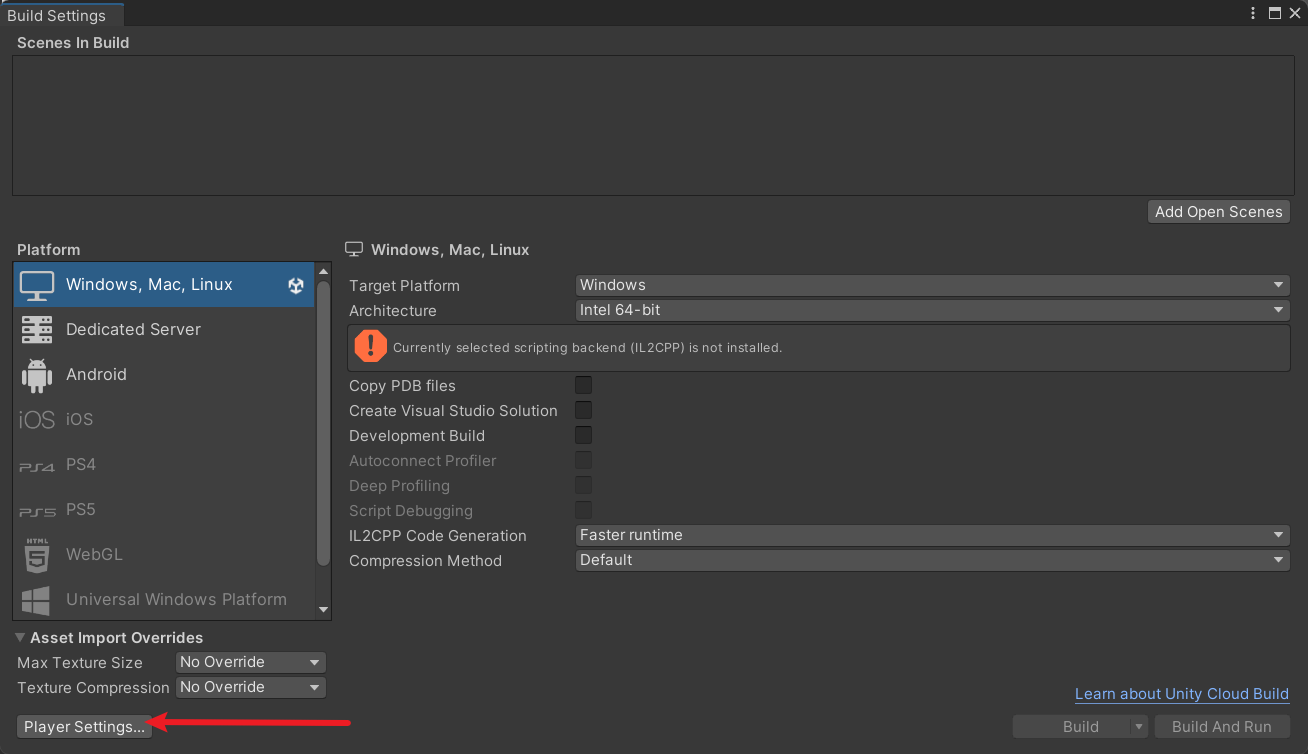 Build Settings
Scenes In Build
Add Open Scenes
Platform
Windows, Mac, Linux
Dedicated Server
Android
iOS iOS
PS4 PS4
PS5 PS5
HTML 5 WebGL
Universal Windows Platform
Windows, Mac, Linux
Target Platform Windows
Architecture Intel 64-bit
! Currently selected scripting backend (IL2CPP) is not installed.
Copy PDB files
Create Visual Studio Solution
Development Build
Autoconnect Profiler
Deep Profiling
Script Debugging
IL2CPP Code Generation Faster runtime
Compression Method Default
Asset Import Overrides
Max Texture Size No Override
Texture Compression No Override
Player Settings...
Learn about Unity Cloud Build
Build Build And Run